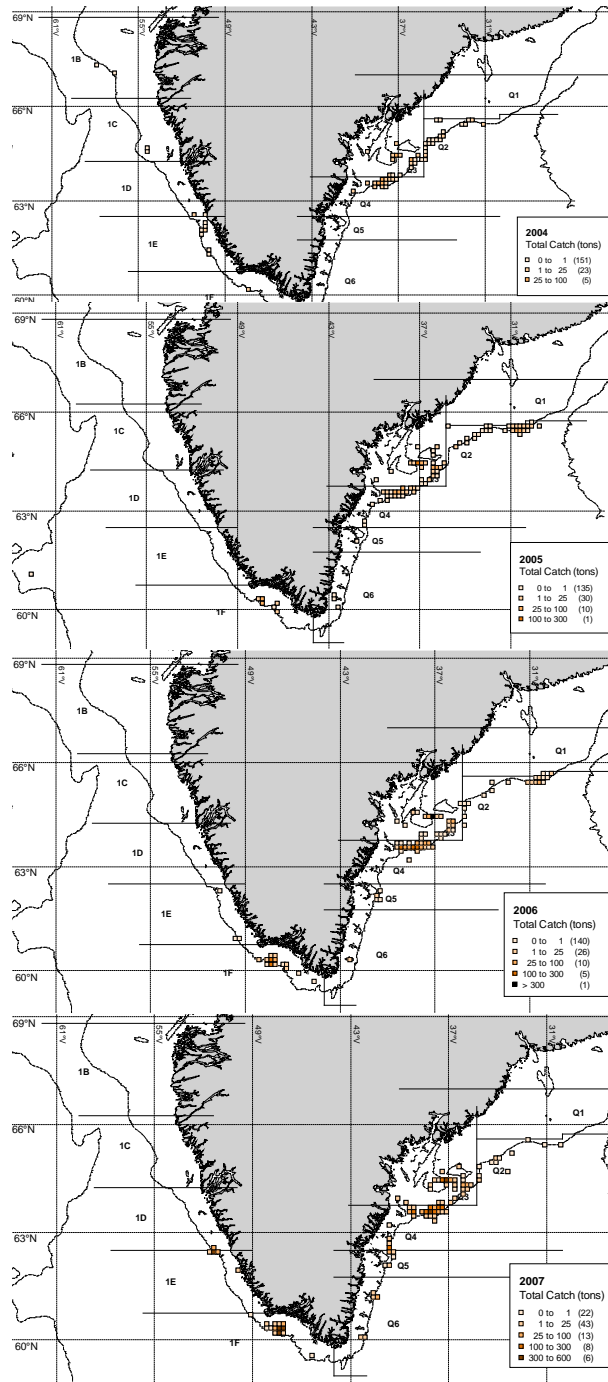 69°N
61°V
55°V
49°V
43°V
37°V
31°V
1B
Q1
66°N
1C
Q2
Q3
1D
63°N
Q4
Q5
1E
Q6
60°N
1F
2004
Total Catch (tons)
0 to 1 (151)
1 to 25 (23)
25 to 100 (5)
69°N
61°V
55°V
49°V
43°V
37°V
31°V
1B
Q1
66°N
1C
Q2
1D
63°N
Q4
Q5
1E
Q6
60°N
1F
2005
Total Catch (tons)
0 to 1 (135)
1 to 25 (30)
25 to 100 (10)
100 to 300 (1)
69°N
61°V
55°V
49°V
43°V
37°V
31°V
1B
Q1
66°N
1C
Q2
1D
63°N
Q4
Q5
1E
Q6
60°N
1F
2006
Total Catch (tons)
0 to 1 (140)
1 to 25 (26)
25 to 100 (10)
100 to 300 (5)
> 300 (1)
69°N
61°V
55°V
49°V
43°V
37°V
31°V
1B
Q1
66°N
1C
Q2
1D
63°N
Q4
Q5
1E
Q6
60°N
1F
2007
Total Catch (tons)
0 to 1 (22)
1 to 25 (43)
25 to 100 (13)
100 to 300 (8)
300 to 600 (6)